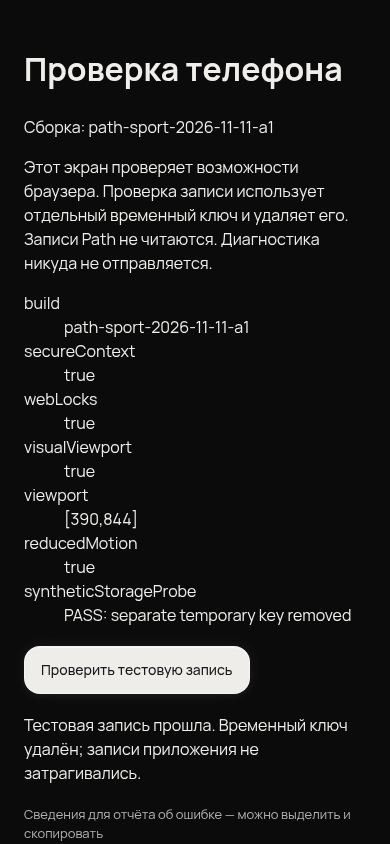 Проверка телефона
Сборка: path-sport-2026-11-11-a1
Этот экран проверяет возможности
браузера. Проверка записи использует
отдельный временный ключ и удаляет его.
Записи Path не читаются. Диагностика
никуда не отправляется.
build
path-sport-2026-11-11-a1
secureContext
true
webLocks
true
visualViewport
true
viewport
[390,844]
reducedMotion
true
syntheticStorageProbe
PASS: separate temporary key removed
Проверить тестовую запись
Тестовая запись прошла. Временный ключ
удалён; записи приложения не
затрагивались.
Сведения для отчёта об ошибке — можно выделить и
скопировать